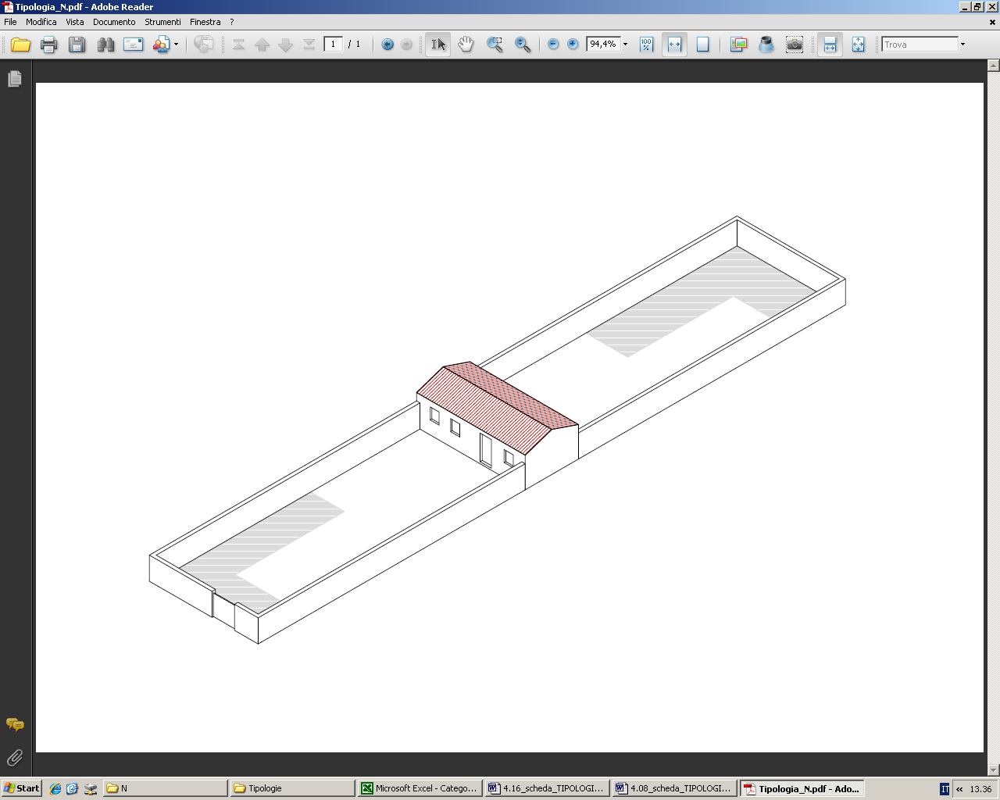 Tipologia_N.pdf - Adobe Reader
File Modifica Vista Documento Strumenti Finestra ?
1 / 1 94,4% Trova
Start N Tipologie Microsoft Excel - Catego... 4.16_scheda_TIPOLOGI... 4.08_scheda_TIPOLOGI... Tipologia_N.pdf - Ado... IT 13.36